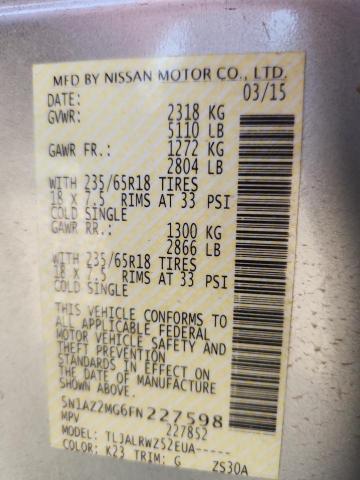 MFD BY NISSAN MOTOR CO., LTD.
DATE: 03/15
GVWR: 2318 KG
5110 LB
GAWR FR.: 1272 KG
2804 LB
WITH 235/65R18 TIRES
18 x 7.5 RIMS AT 33 PSI
COLD SINGLE
GAWR RR.: 1300 KG
2866 LB
WITH 235/65R18 TIRES
18 x 7.5 RIMS AT 33 PSI
COLD SINGLE
THIS VEHICLE CONFORMS TO
ALL APPLICABLE FEDERAL
MOTOR VEHICLE SAFETY AND
THEFT PREVENTION
STANDARDS IN EFFECT ON
THE DATE OF MANUFACTURE
SHOWN ABOVE.
5N1AZ2MG6FN227598
MPV 227852
MODEL: TLJALRWZ52EUA-----
COLOR: K23 TRIM: G ZS30A